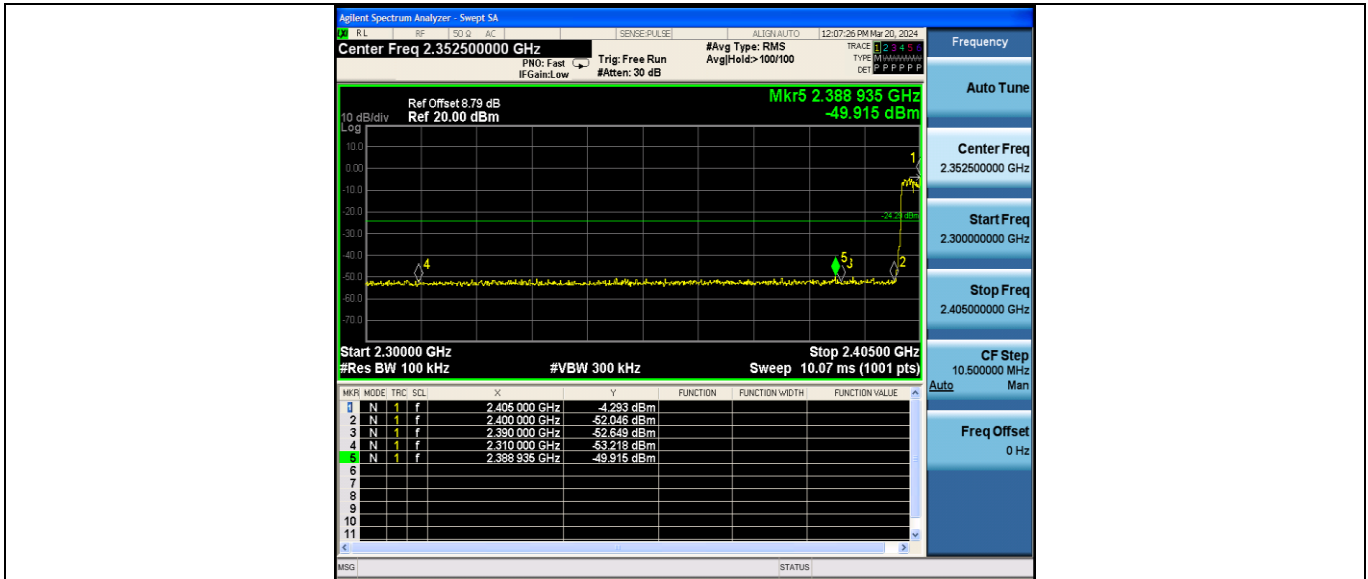 Agilent Spectrum Analyzer - Swept SA
LXI RL RF 50 Ω AC SENSE:PULSE ALIGN AUTO 12:07:26 PM Mar 20, 2024
Center Freq 2.352500000 GHz #Avg Type: RMS TRACE 1 2 3 4 5 6
PNO: Fast Trig: Free Run Avg|Hold:>100/100 TYPE M
IFGain:Low #Atten: 30 dB DET P P P P P P
Mkr5 2.388 935 GHz
-49.915 dBm
Ref Offset 8.79 dB
10 dB/div Ref 20.00 dBm
Log
10.0
0.00
-10.0
-20.0
-30.0
-40.0
-50.0
-60.0
-70.0
1
-24.29 dBm
4
5
3
2
Start 2.30000 GHz Stop 2.40500 GHz
#Res BW 100 kHz #VBW 300 kHz Sweep 10.07 ms (1001 pts)
MKR MODE TRC SCL X Y FUNCTION FUNCTION WIDTH FUNCTION VALUE
1 N 1 f 2.405 000 GHz -4.293 dBm
2 N 1 f 2.400 000 GHz -52.046 dBm
3 N 1 f 2.390 000 GHz -52.649 dBm
4 N 1 f 2.310 000 GHz -53.218 dBm
5 N 1 f 2.388 935 GHz -49.915 dBm
6
7
8
9
10
11
MSG STATUS
Frequency
Auto Tune
Center Freq
2.352500000 GHz
Start Freq
2.300000000 GHz
Stop Freq
2.405000000 GHz
CF Step
10.500000 MHz
Auto Man
Freq Offset
0 Hz